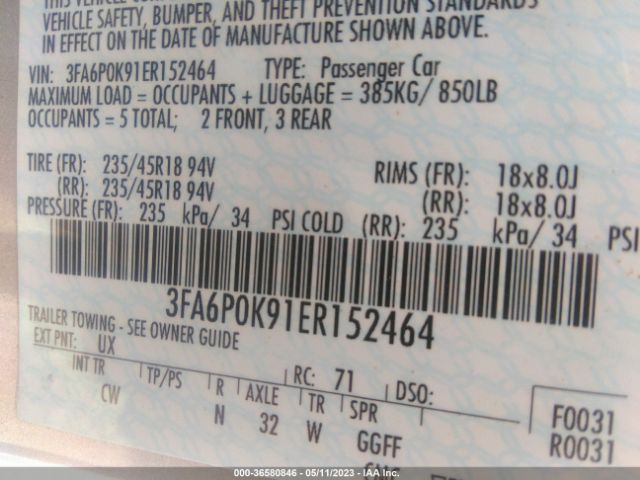 THIS VEHICLE
VEHICLE SAFETY, BUMPER, AND THEFT PREVENTION STANDARDS
IN EFFECT ON THE DATE OF MANUFACTURE SHOWN ABOVE.
VIN: 3FA6P0K91ER152464 TYPE: Passenger Car
MAXIMUM LOAD = OCCUPANTS + LUGGAGE = 385KG/ 850LB
OCCUPANTS = 5 TOTAL; 2 FRONT, 3 REAR
TIRE (FR): 235/45R18 94V RIMS (FR): 18x8.0J
(RR): 235/45R18 94V (RR): 18x8.0J
PRESSURE (FR): 235 kPa/ 34 PSI COLD (RR): 235 kPa/ 34 PSI
3FA6P0K91ER152464
TRAILER TOWING - SEE OWNER GUIDE
EXT PNT: UX RC: 71 DSO:
INT TR TP/PS R AXLE TR SPR F0031
CW N 32 W GGFF R0031
000-36580846 - 05/11/2023 - IAAI.COM